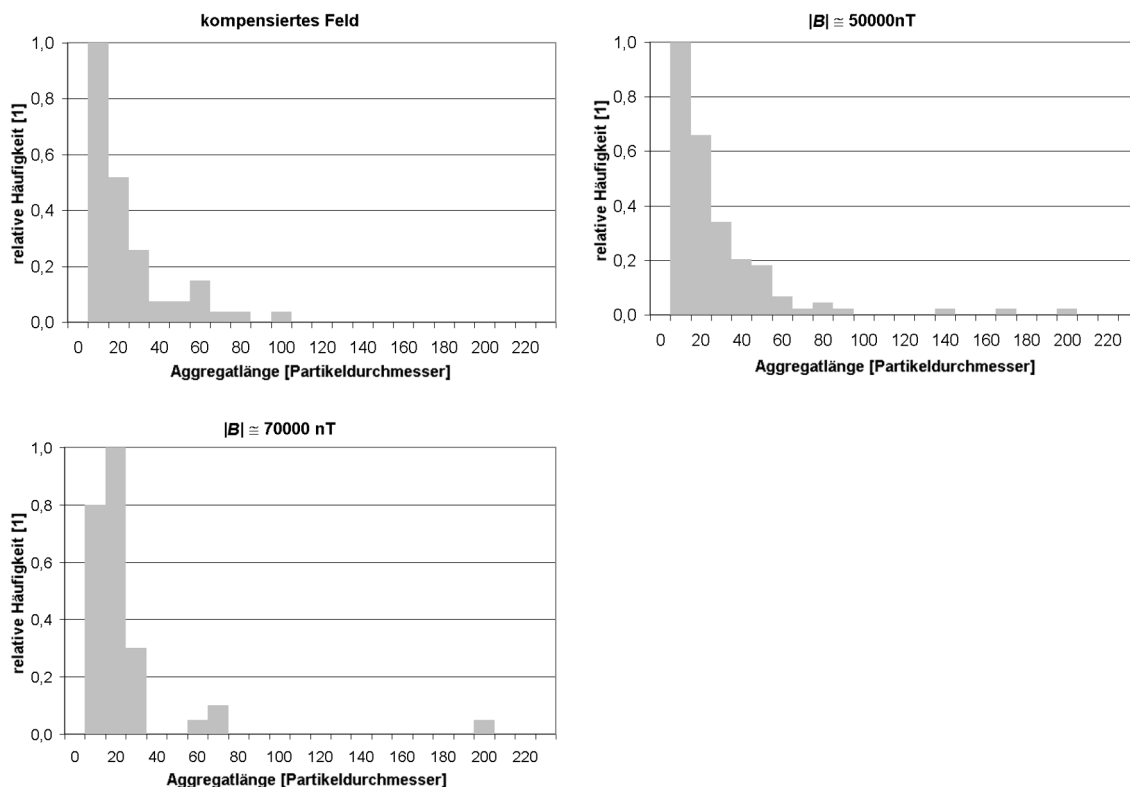 kompensiertes Feld
relative Häufigkeit [1]
1,0
0,8
0,6
0,4
0,2
0,0
0 20 40 60 80 100 120 140 160 180 200 220
Aggregatlänge [Partikeldurchmesser]
|B| ≅ 50000nT
relative Häufigkeit [1]
1,0
0,8
0,6
0,4
0,2
0,0
0 20 40 60 80 100 120 140 160 180 200 220
Aggregatlänge [Partikeldurchmesser]
|B| ≅ 70000 nT
relative Häufigkeit [1]
1,0
0,8
0,6
0,4
0,2
0,0
0 20 40 60 80 100 120 140 160 180 200 220
Aggregatlänge [Partikeldurchmesser]